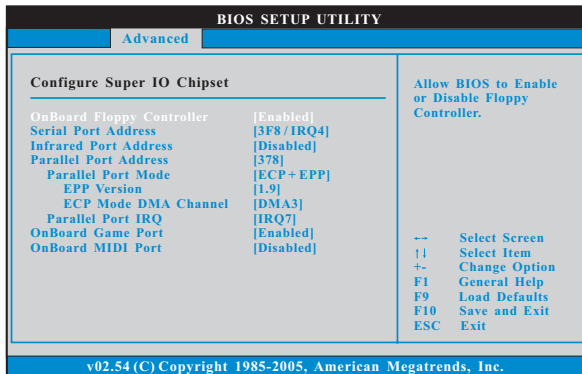 BIOS SETUP UTILITY
Advanced
Configure Super IO Chipset
OnBoard Floppy Controller [Enabled]
Serial Port Address [3F8 / IRQ4]
Infrared Port Address [Disabled]
Parallel Port Address [378]
Parallel Port Mode [ECP + EPP]
EPP Version [1.9]
ECP Mode DMA Channel [DMA3]
Parallel Port IRQ [IRQ7]
OnBoard Game Port [Enabled]
OnBoard MIDI Port [Disabled]
Allow BIOS to Enable
or Disable Floppy
Controller.
←→ Select Screen
↑↓ Select Item
+- Change Option
F1 General Help
F9 Load Defaults
F10 Save and Exit
ESC Exit
v02.54 (C) Copyright 1985-2005, American Megatrends, Inc.